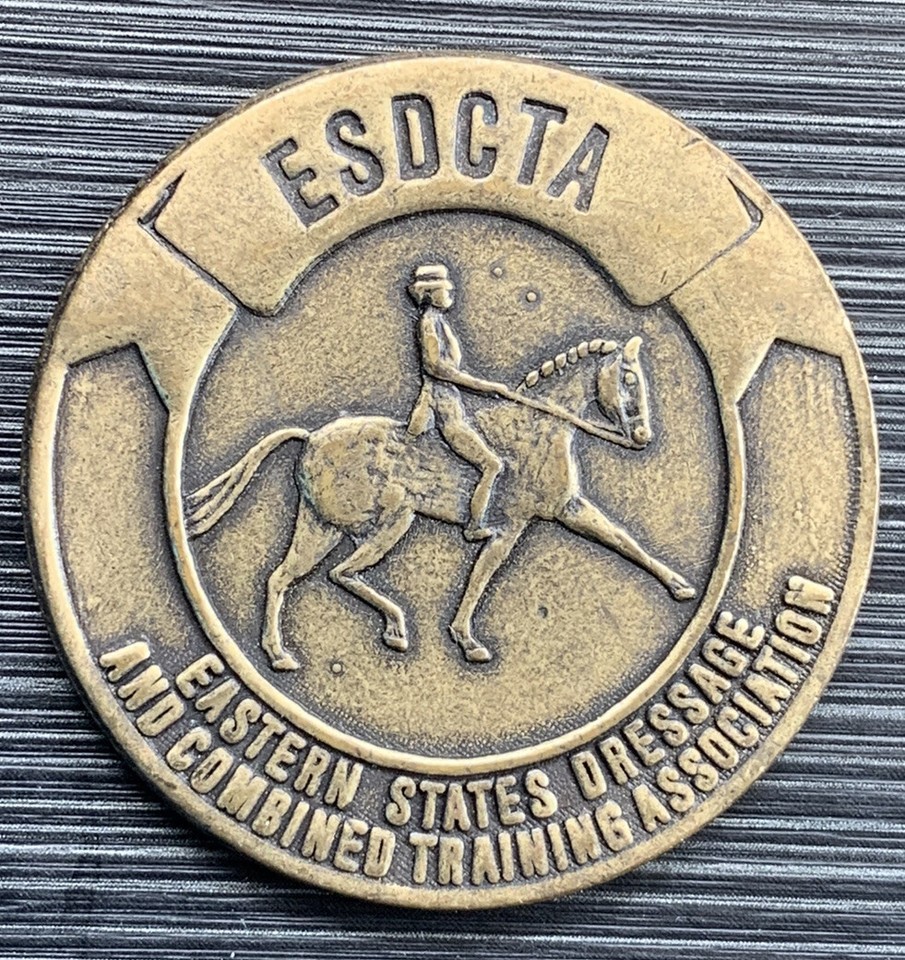 ESDCTA
EASTERN STATES DRESSAGE
AND COMBINED TRAINING ASSOCIATION